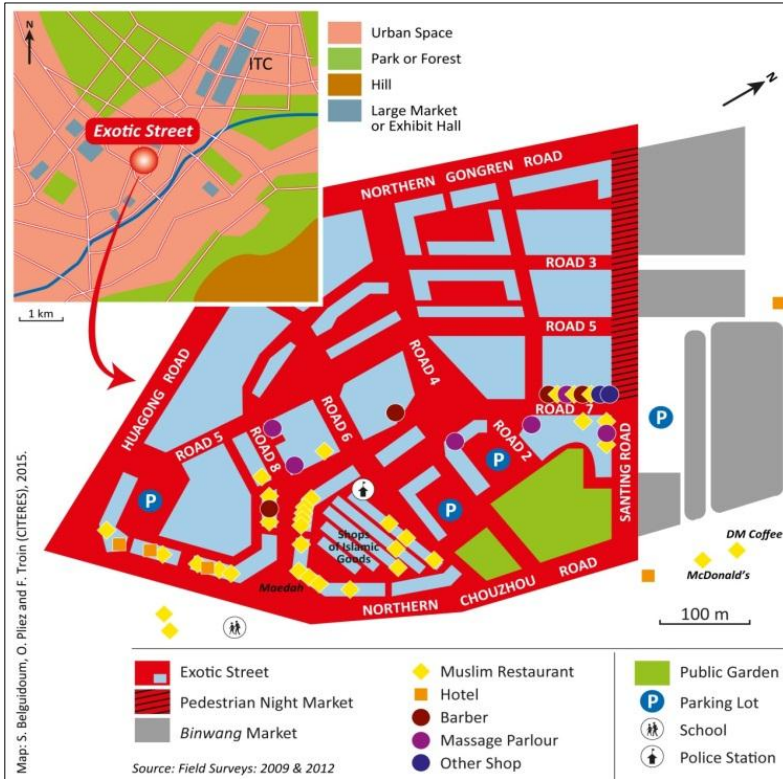 N
ITC
Exotic Street
1 km
Urban Space
Park or Forest
Hill
Large Market
or Exhibit Hall
N
NORTHERN GONGREN ROAD
ROAD 3
ROAD 5
ROAD 4
HUAGONG ROAD
ROAD 6
ROAD 5
ROAD 8
ROAD 7
ROAD 2
SANTING ROAD
P
P
P
P
Shops
of Islamic
Goods
Maedah
NORTHERN CHOUZHOU ROAD
DM Coffee
McDonald's
100 m
Map: S. Belguidoum, O. Pliez and F. Troin (CITERES), 2015.
Exotic Street
Pedestrian Night Market
Binwang Market
Source: Field Surveys: 2009 & 2012
Muslim Restaurant
Hotel
Barber
Massage Parlour
Other Shop
Public Garden
P Parking Lot
School
Police Station